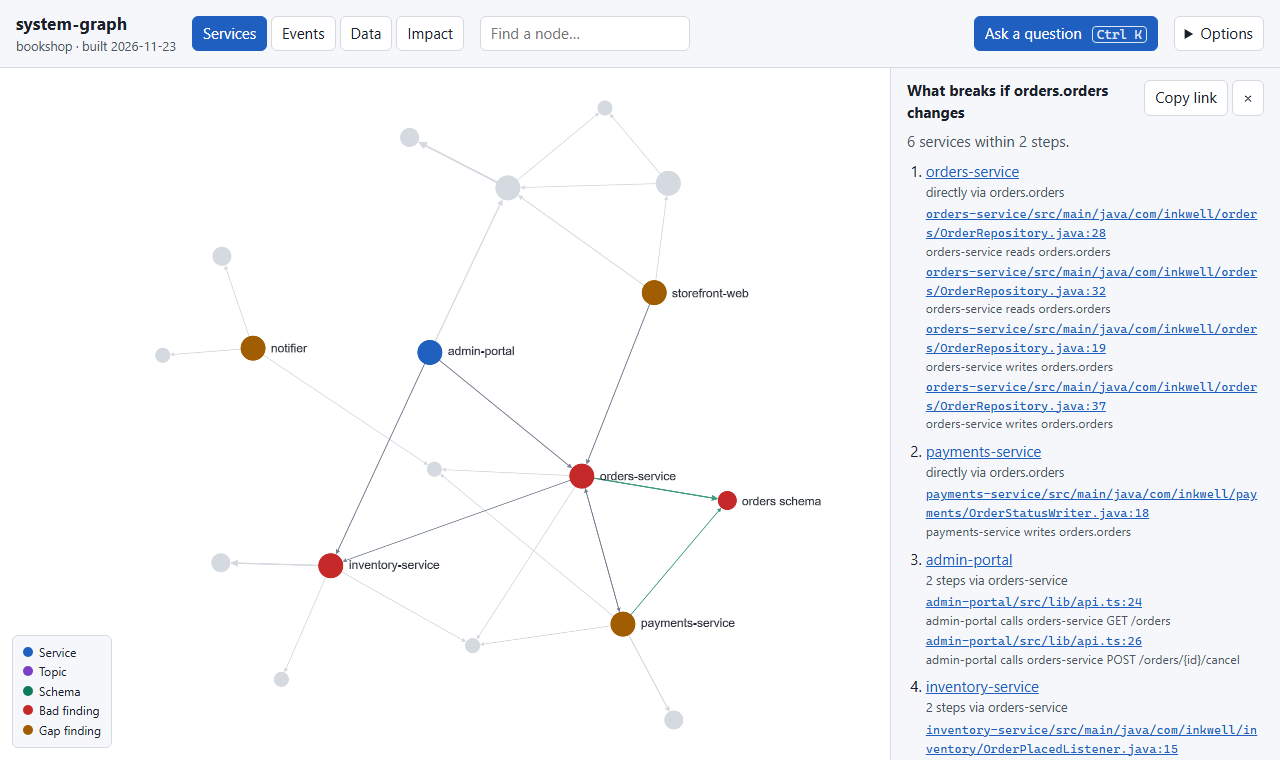 system-graph
bookshop · built 2026-11-23
Services
Events
Data
Impact
Find a node...
Ask a question Ctrl K
▶ Options
storefront-web
notifier
admin-portal
orders-service
orders schema
inventory-service
payments-service
Service
Topic
Schema
Bad finding
Gap finding
What breaks if orders.orders
changes
Copy link
×
6 services within 2 steps.
1. orders-service
directly via orders.orders
orders-service/src/main/java/com/inkwell/order
s/OrderRepository.java:28
orders-service reads orders.orders
orders-service/src/main/java/com/inkwell/order
s/OrderRepository.java:32
orders-service reads orders.orders
orders-service/src/main/java/com/inkwell/order
s/OrderRepository.java:19
orders-service writes orders.orders
orders-service/src/main/java/com/inkwell/order
s/OrderRepository.java:37
orders-service writes orders.orders
2. payments-service
directly via orders.orders
payments-service/src/main/java/com/inkwell/pay
ments/OrderStatusWriter.java:18
payments-service writes orders.orders
3. admin-portal
2 steps via orders-service
admin-portal/src/lib/api.ts:24
admin-portal calls orders-service GET /orders
admin-portal/src/lib/api.ts:26
admin-portal calls orders-service POST /orders/{id}/cancel
4. inventory-service
2 steps via orders-service
inventory-service/src/main/java/com/inkwell/in
ventory/OrderPlacedListener.java:15